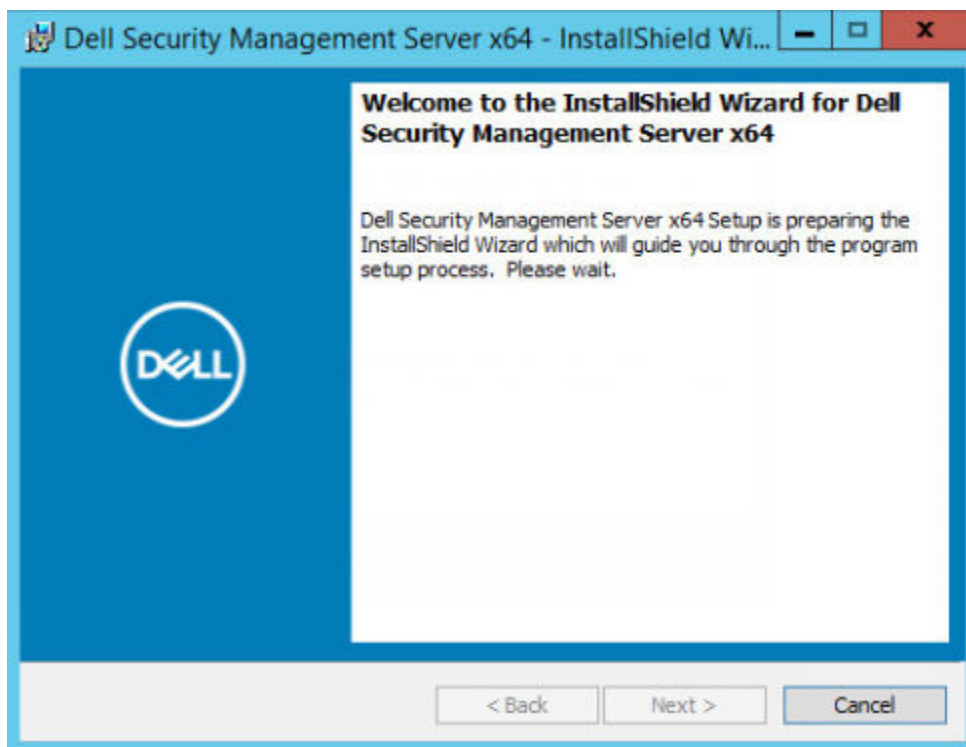 Dell Security Management Server x64 - InstallShield Wi...
Welcome to the InstallShield Wizard for Dell
Security Management Server x64
Dell Security Management Server x64 Setup is preparing the
InstallShield Wizard which will guide you through the program
setup process. Please wait.
DELL
< Back
Next >
Cancel